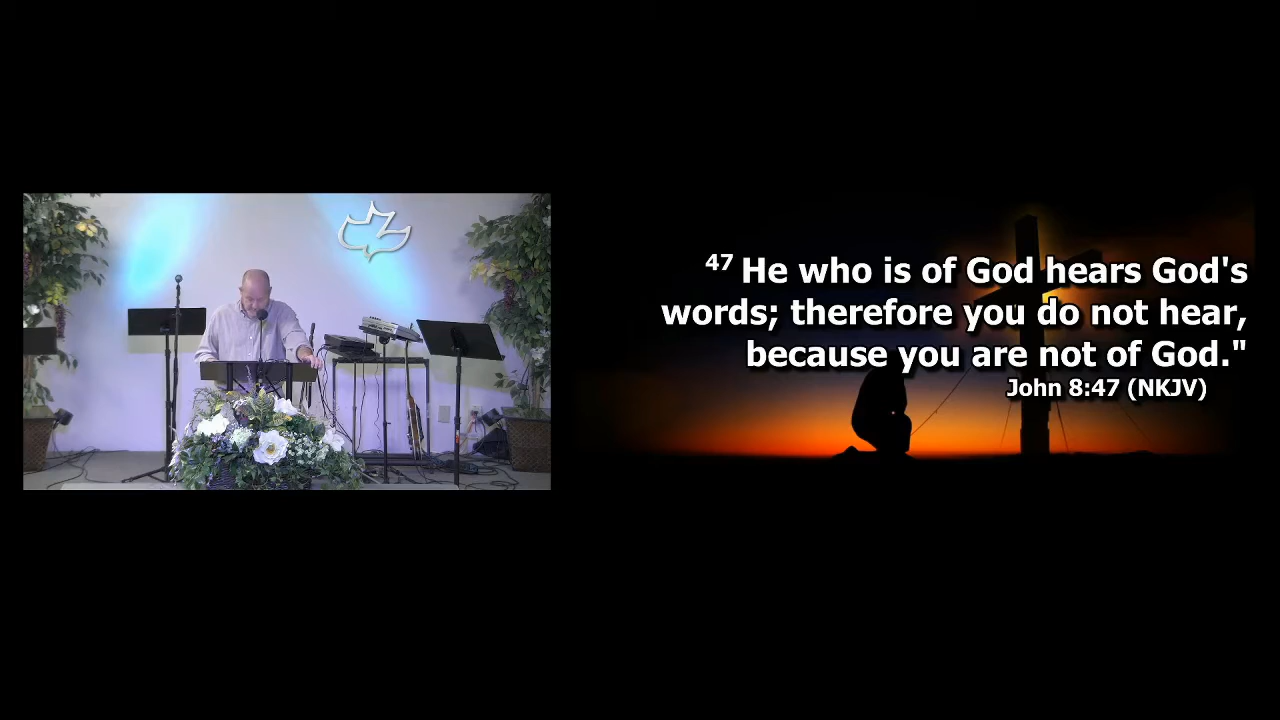 47 He who is of God hears God's
words; therefore you do not hear,
because you are not of God."
John 8:47 (NKJV)